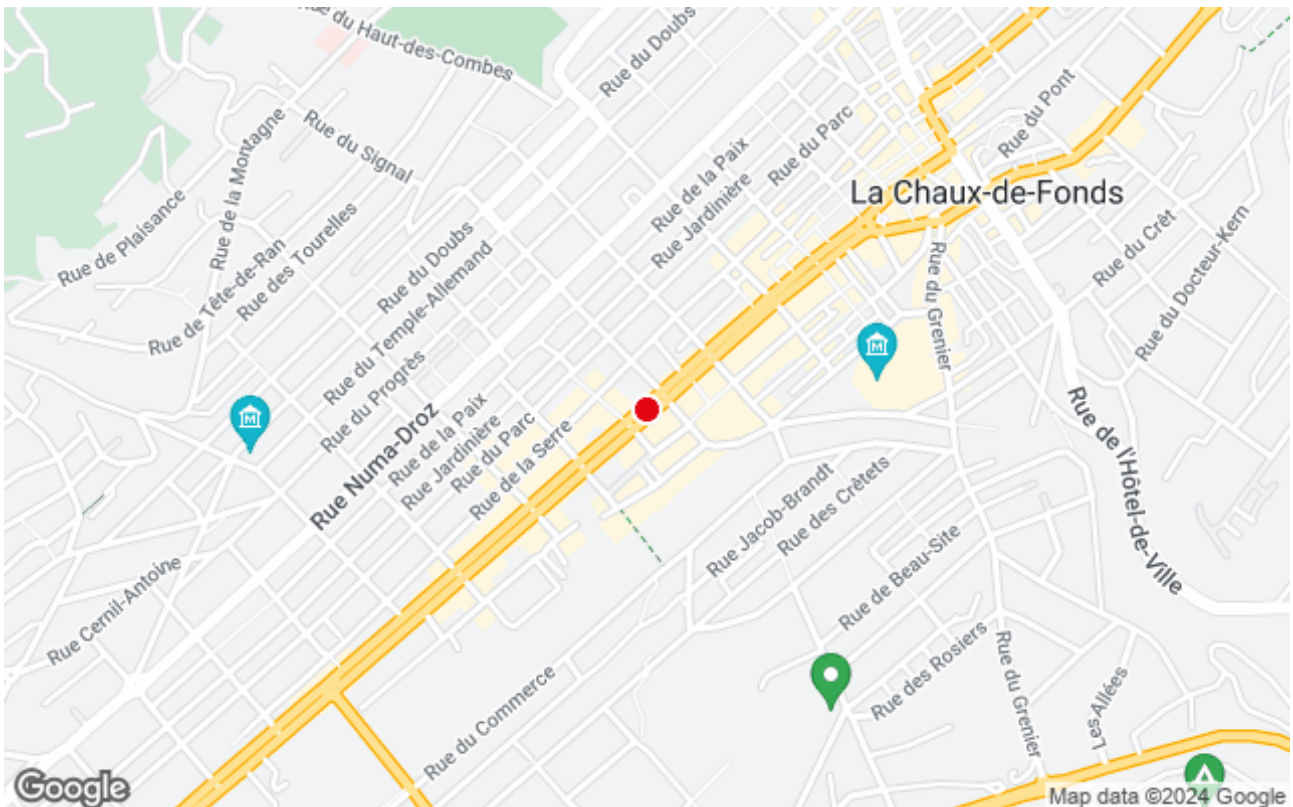 Rue du Haut-des-Combes
Rue du Doubs
Rue du Pont
Rue du Signal
Rue de la Montagne
Rue de la Paix
Rue du Parc
Rue Jardinière
La Chaux-de-Fonds
Rue de Plaisance
Rue de Tête-de-Ran
Rue des Tourelles
Rue du Doubs
Rue du Temple-Allemand
Rue du Crêt
Rue du Docteur-Kern
Rue du Grenier
Rue du Progrès
Rue Numa-Droz
Rue de la Paix
Rue Jardinière
Rue du Parc
Rue de la Serre
Rue de l'Hôtel-de-Ville
Rue Jacob-Brandt
Rue des Crêtets
Rue de Beau-Site
Rue Cernil-Antoine
Rue des Rosiers
Rue du Grenier
Les Allées
Rue du Commerce
M
M
Google
Map data ©2024 Google